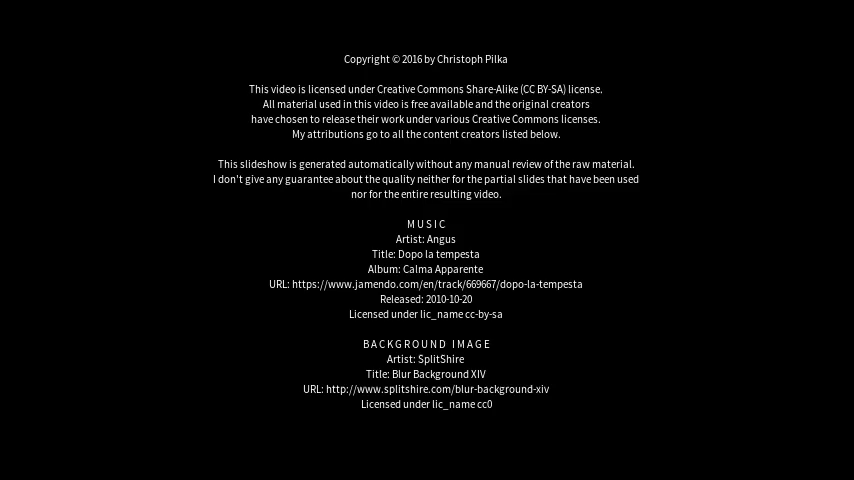 Copyright © 2016 by Christoph Pilka
This video is licensed under Creative Commons Share-Alike (CC BY-SA) license.
All material used in this video is free available and the original creators
have chosen to release their work under various Creative Commons licenses.
My attributions go to all the content creators listed below.
This slideshow is generated automatically without any manual review of the raw material.
I don't give any guarantee about the quality neither for the partial slides that have been used
nor for the entire resulting video.
M U S I C
Artist: Angus
Title: Dopo la tempesta
Album: Calma Apparente
URL: https://www.jamendo.com/en/track/669667/dopo-la-tempesta
Released: 2010-10-20
Licensed under lic_name cc-by-sa
B A C K G R O U N D  I M A G E
Artist: SplitShire
Title: Blur Background XIV
URL: http://www.splitshire.com/blur-background-xiv
Licensed under lic_name cc0